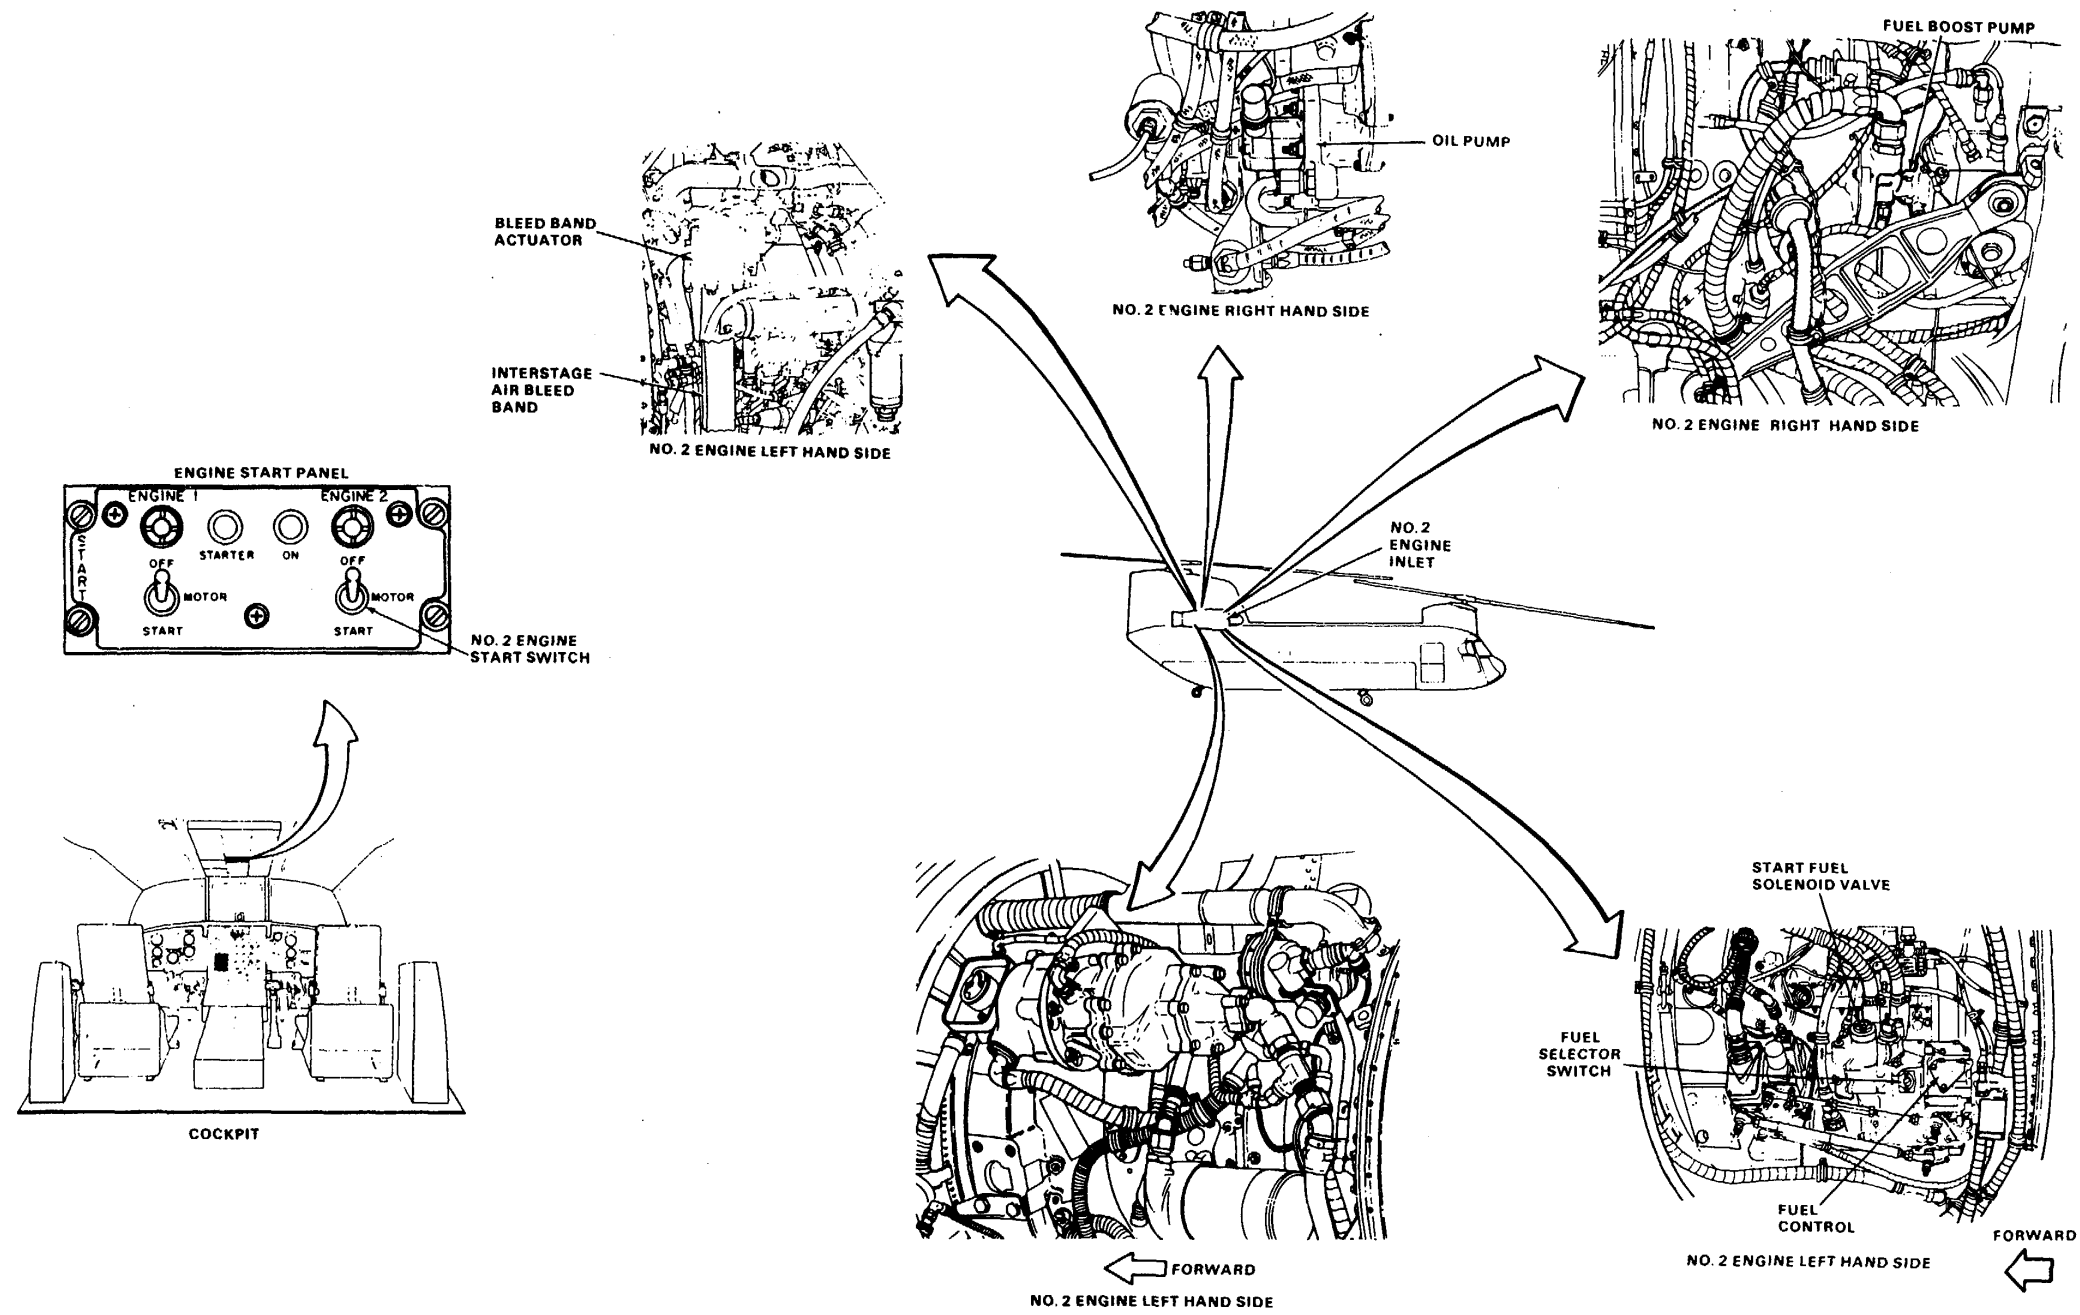 FUEL BOOST PUMP
OIL PUMP
NO. 2 ENGINE RIGHT HAND SIDE
NO. 2 ENGINE RIGHT HAND SIDE
BLEED BAND
ACTUATOR
INTERSTAGE
AIR BLEED
BAND
NO. 2 ENGINE LEFT HAND SIDE
ENGINE START PANEL
ENGINE 1
ENGINE 2
START
STARTER
ON
OFF
OFF
MOTOR
MOTOR
START
START
NO. 2 ENGINE
START SWITCH
NO. 2
ENGINE
INLET
COCKPIT
START FUEL
SOLENOID VALVE
FUEL
SELECTOR
SWITCH
FUEL
CONTROL
FORWARD
NO. 2 ENGINE LEFT HAND SIDE
FORWARD
NO. 2 ENGINE LEFT HAND SIDE